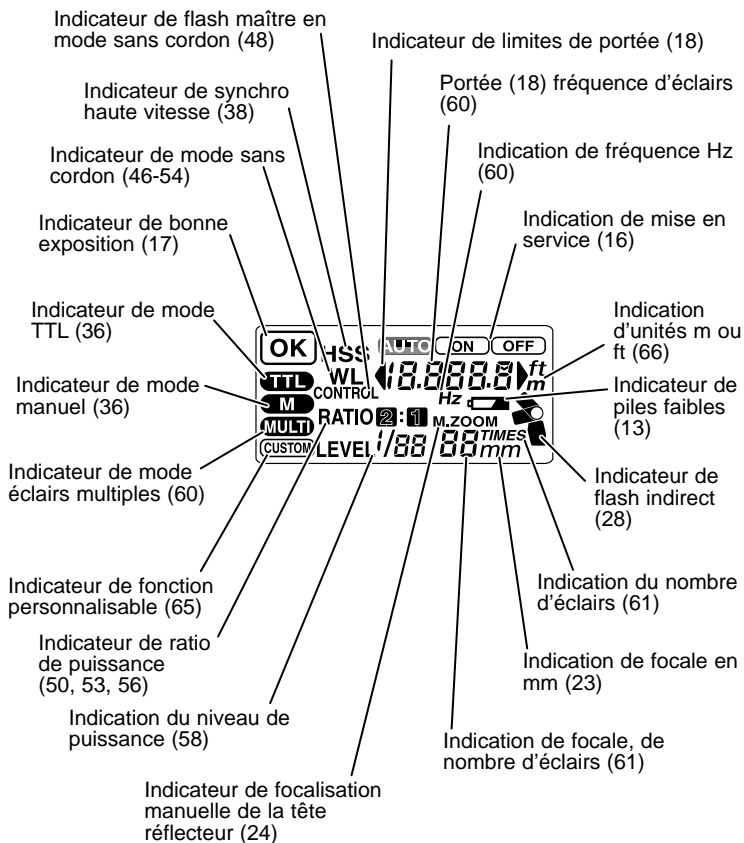 Indicateur de flash maître en
mode sans cordon (48)
Indicateur de limites de portée (18)
Indicateur de synchro
haute vitesse (38)
Portée (18) fréquence d'éclairs
(60)
Indicateur de mode sans
cordon (46-54)
Indication de fréquence Hz
(60)
Indicateur de bonne
exposition (17)
Indication de mise en
service (16)
Indicateur de mode
TTL (36)
Indication
d'unités m ou
ft (66)
Indicateur de mode
manuel (36)
Indicateur de
piles faibles
(13)
OK HSS AUTO ON OFF
TTL WL 18.888.8 ft
m
CONTROL
M Hz
MULTI RATIO 2:1 M.ZOOM
CUSTOM LEVEL 1/88 88 TIMES
mm
Indicateur de mode
éclairs multiples (60)
Indicateur de
flash indirect
(28)
Indicateur de fonction
personnalisable (65)
Indication du nombre
d'éclairs (61)
Indicateur de ratio
de puissance
(50, 53, 56)
Indication de focale en
mm (23)
Indication du niveau de
puissance (58)
Indication de focale, de
nombre d'éclairs (61)
Indicateur de focalisation
manuelle de la tête
réflecteur (24)